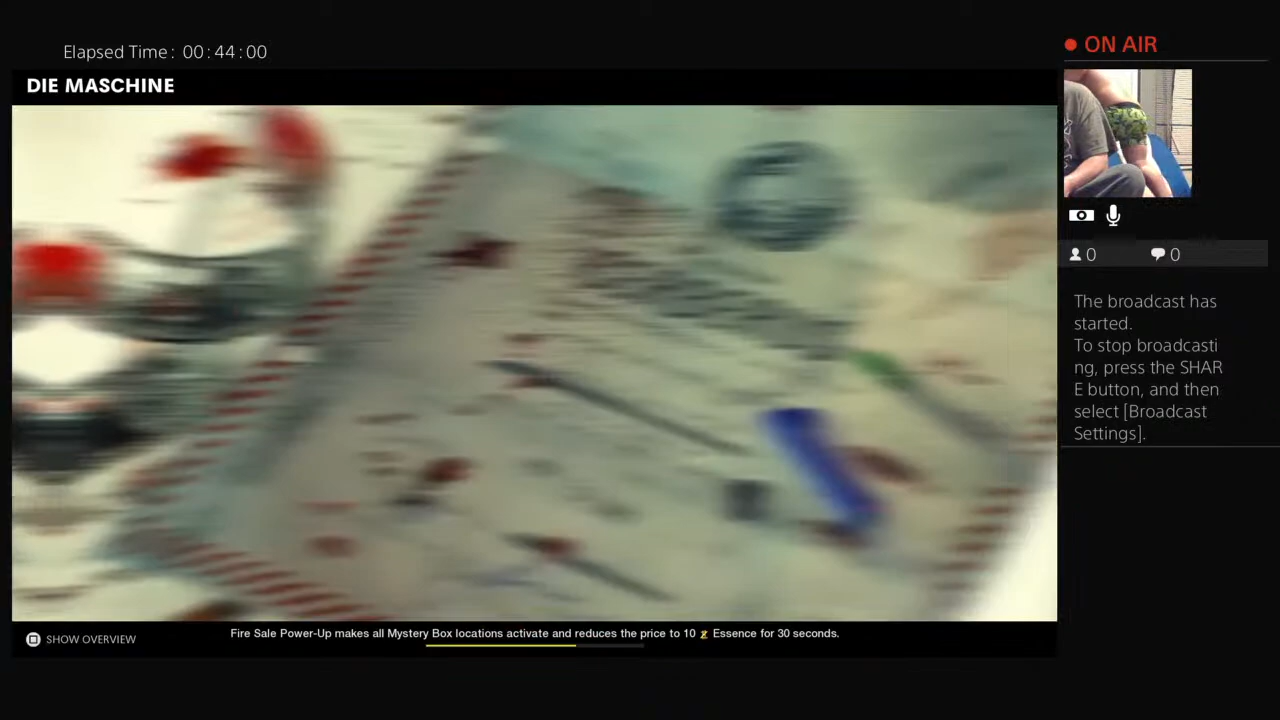 Elapsed Time: 00:44:00
ON AIR
DIE MASCHINE
0
0
The broadcast has
started.
To stop broadcasti
ng, press the SHAR
E button, and then
select [Broadcast
Settings].
SHOW OVERVIEW
Fire Sale Power-Up makes all Mystery Box locations activate and reduces the price to 10 Essence for 30 seconds.